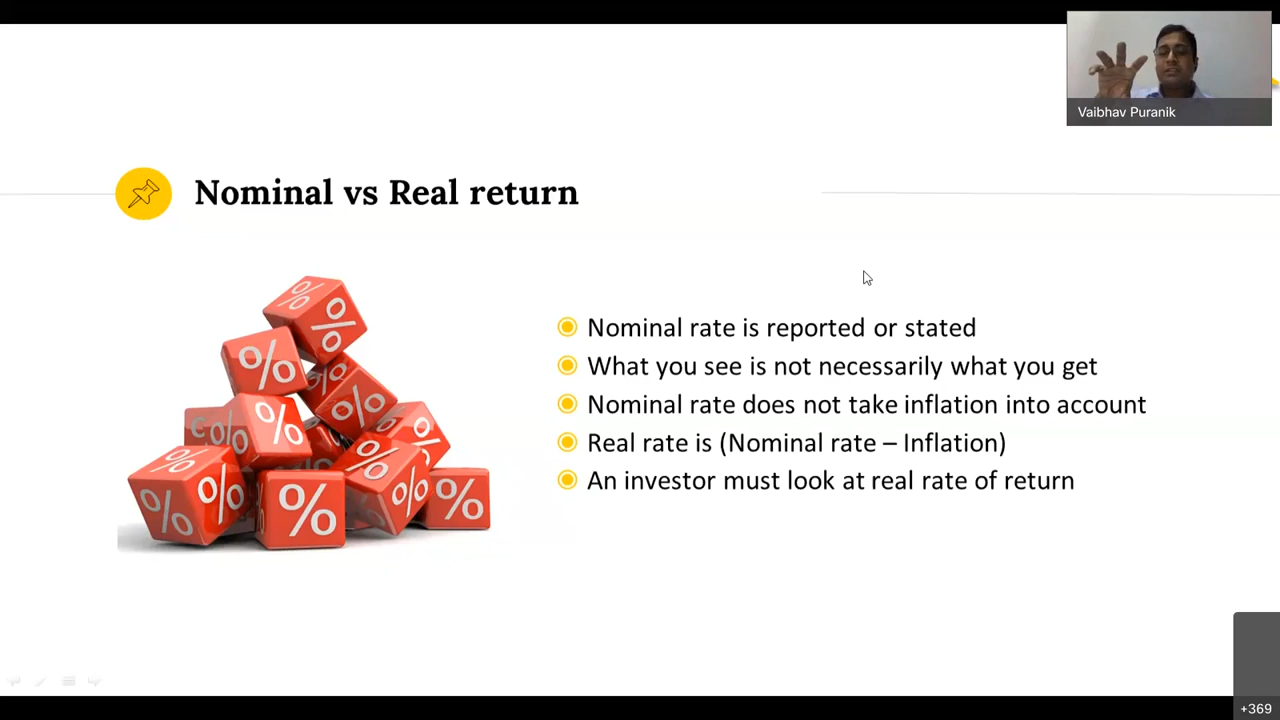 Vaibhav Puranik
Nominal vs Real return
Nominal rate is reported or stated
What you see is not necessarily what you get
Nominal rate does not take inflation into account
Real rate is (Nominal rate – Inflation)
An investor must look at real rate of return
% % % % % % % % % % % % % %
+369